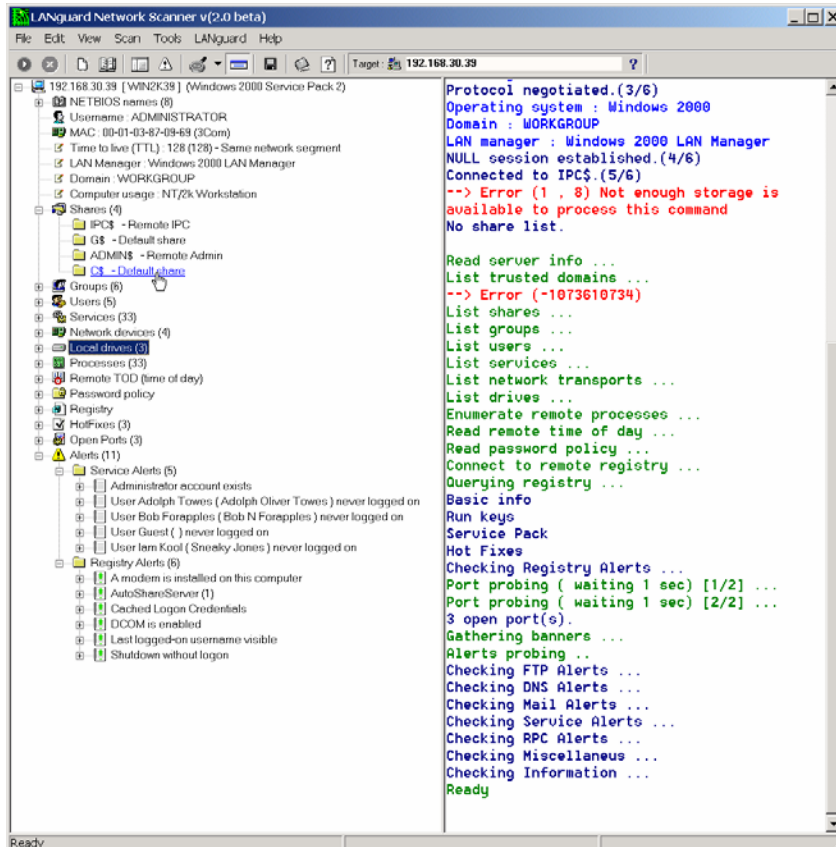 LANguard Network Scanner v(2.0 beta)
File Edit View Scan Tools LANguard Help
Target: 192.168.30.39 ?
192.168.30.39 [ WIN2K39 ] (Windows 2000 Service Pack 2)
NETBIOS names (8)
Username : ADMINISTRATOR
MAC : 00-01-03-87-09-69 (3Com)
Time to live (TTL) : 128 (128) - Same network segment
LAN Manager : Windows 2000 LAN Manager
Domain : WORKGROUP
Computer usage : NT/2k Workstation
Shares (4)
IPC$ - Remote IPC
G$ - Default share
ADMIN$ - Remote Admin
C$ - Default share
Groups (6)
Users (5)
Services (33)
Network devices (4)
Local drives (3)
Processes (33)
Remote TOD (time of day)
Password policy
Registry
HotFixes (3)
Open Ports (3)
Alerts (11)
Service Alerts (5)
Administrator account exists
User Adolph Towes ( Adolph Oliver Towes ) never logged on
User Bob Forapples ( Bob N Forapples ) never logged on
User Guest ( ) never logged on
User Iam Kool ( Sneaky Jones ) never logged on
Registry Alerts (6)
A modem is installed on this computer
AutoShareServer (1)
Cached Logon Credentials
DCOM is enabled
Last logged-on username visible
Shutdown without logon
Protocol negotiated.(3/6)
Operating system : Windows 2000
Domain : WORKGROUP
LAN manager : Windows 2000 LAN Manager
NULL session established.(4/6)
Connected to IPC$.(5/6)
--> Error (1 , 8) Not enough storage is
available to process this command
No share list.
Read server info ...
List trusted domains ...
--> Error (-1073610734)
List shares ...
List groups ...
List users ...
List services ...
List network transports ...
List drives ...
Enumerate remote processes ...
Read remote time of day ...
Read password policy ...
Connect to remote registry ...
Querying registry ...
Basic info
Run keys
Service Pack
Hot Fixes
Checking Registry Alerts ...
Port probing ( waiting 1 sec) [1/2] ...
Port probing ( waiting 1 sec) [2/2] ...
3 open port(s).
Gathering banners ...
Alerts probing ..
Checking FTP Alerts ...
Checking DNS Alerts ...
Checking Mail Alerts ...
Checking Service Alerts ...
Checking RPC Alerts ...
Checking Miscellaneus ...
Checking Information ...
Ready
Ready